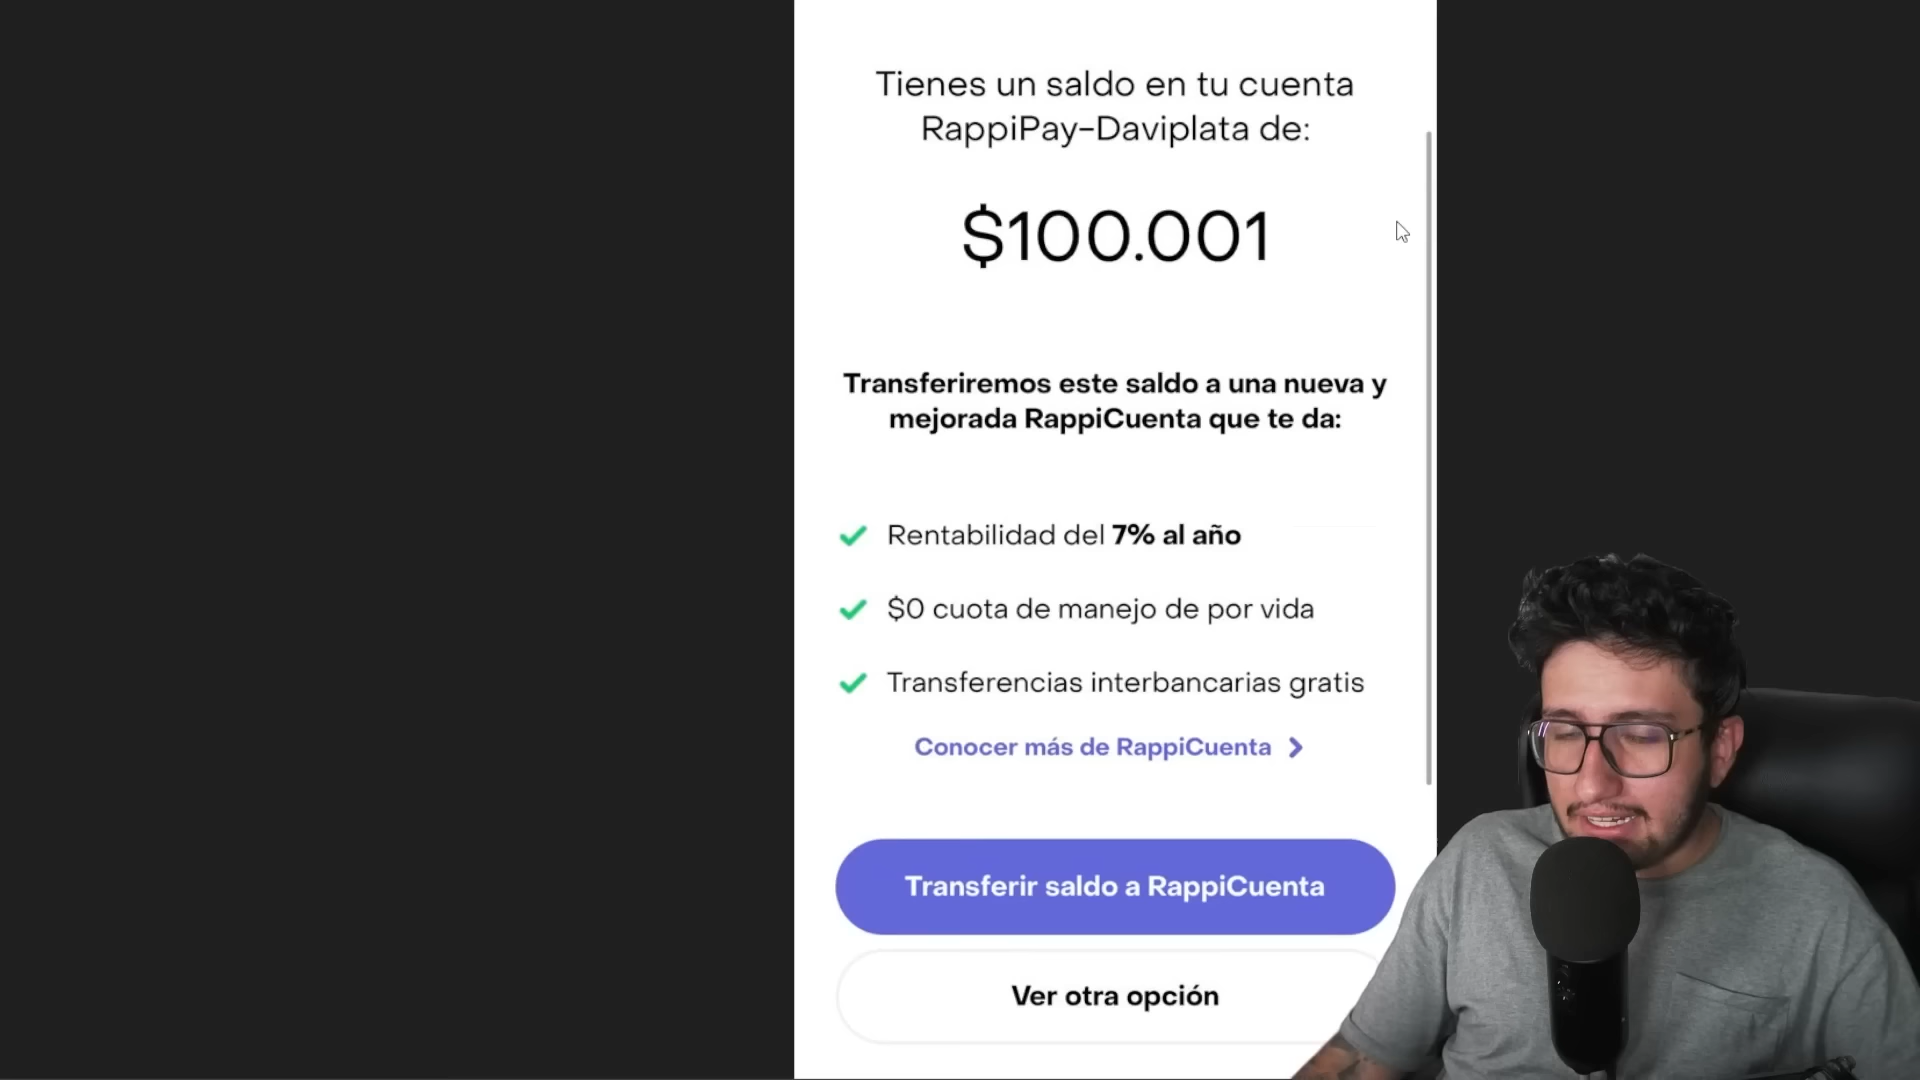 Tienes un saldo en tu cuenta
RappiPay-Daviplata de:
$100.001
Transferiremos este saldo a una nueva y
mejorada RappiCuenta que te da:
Rentabilidad del 7% al año
$0 cuota de manejo de por vida
Transferencias interbancarias gratis
Conocer más de RappiCuenta
Transferir saldo a RappiCuenta
Ver otra opción